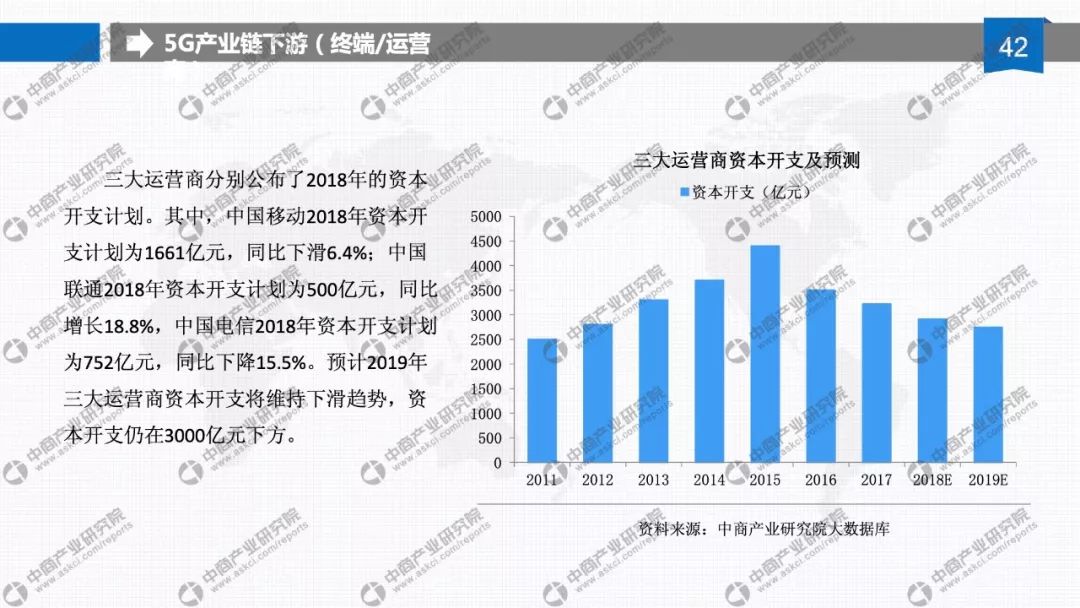 5G产业链下游（终端/运营
42
三大运营商分别公布了2018年的资本
开支计划。其中，中国移动2018年资本开
支计划为1661亿元，同比下滑6.4%；中国
联通2018年资本开支计划为500亿元，同比
增长18.8%，中国电信2018年资本开支计划
为752亿元，同比下降15.5%。预计2019年
三大运营商资本开支将维持下滑趋势，资
本开支仍在3000亿元下方。
三大运营商资本开支及预测
资本开支（亿元）
5000
4500
4000
3500
3000
2500
2000
1500
1000
500
0
2011 2012 2013 2014 2015 2016 2017 2018E 2019E
资料来源：中商产业研究院大数据库
中商产业研究院
www.askci.com/reports